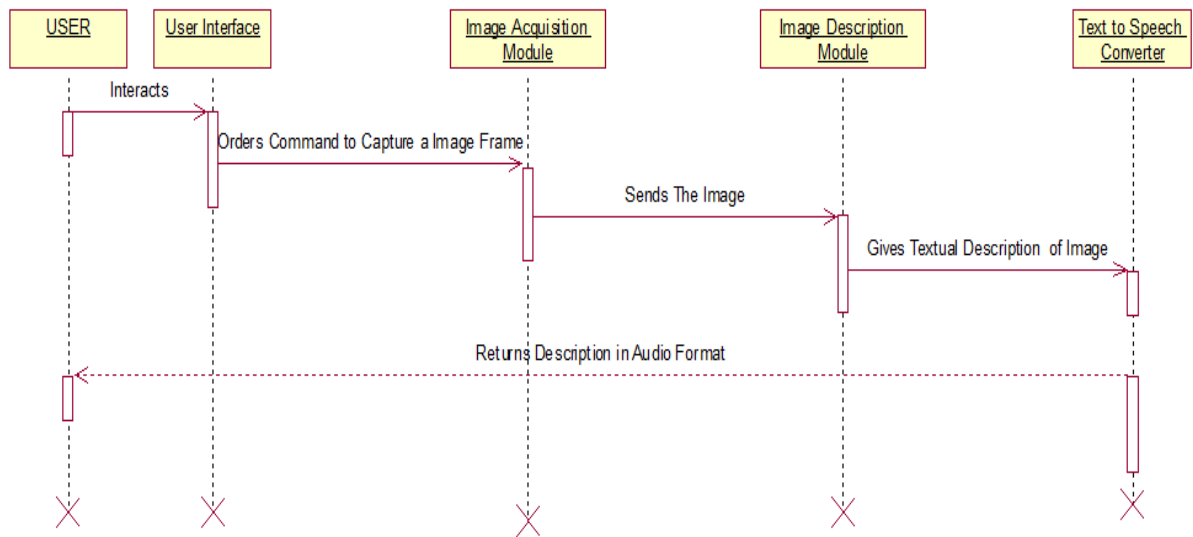 USER
User Interface
Image Acquisition
Module
Image Description
Module
Text to Speech
Converter
Interacts
Orders Command to Capture a Image Frame
Sends The Image
Gives Textual Description of Image
Returns Description in Audio Format